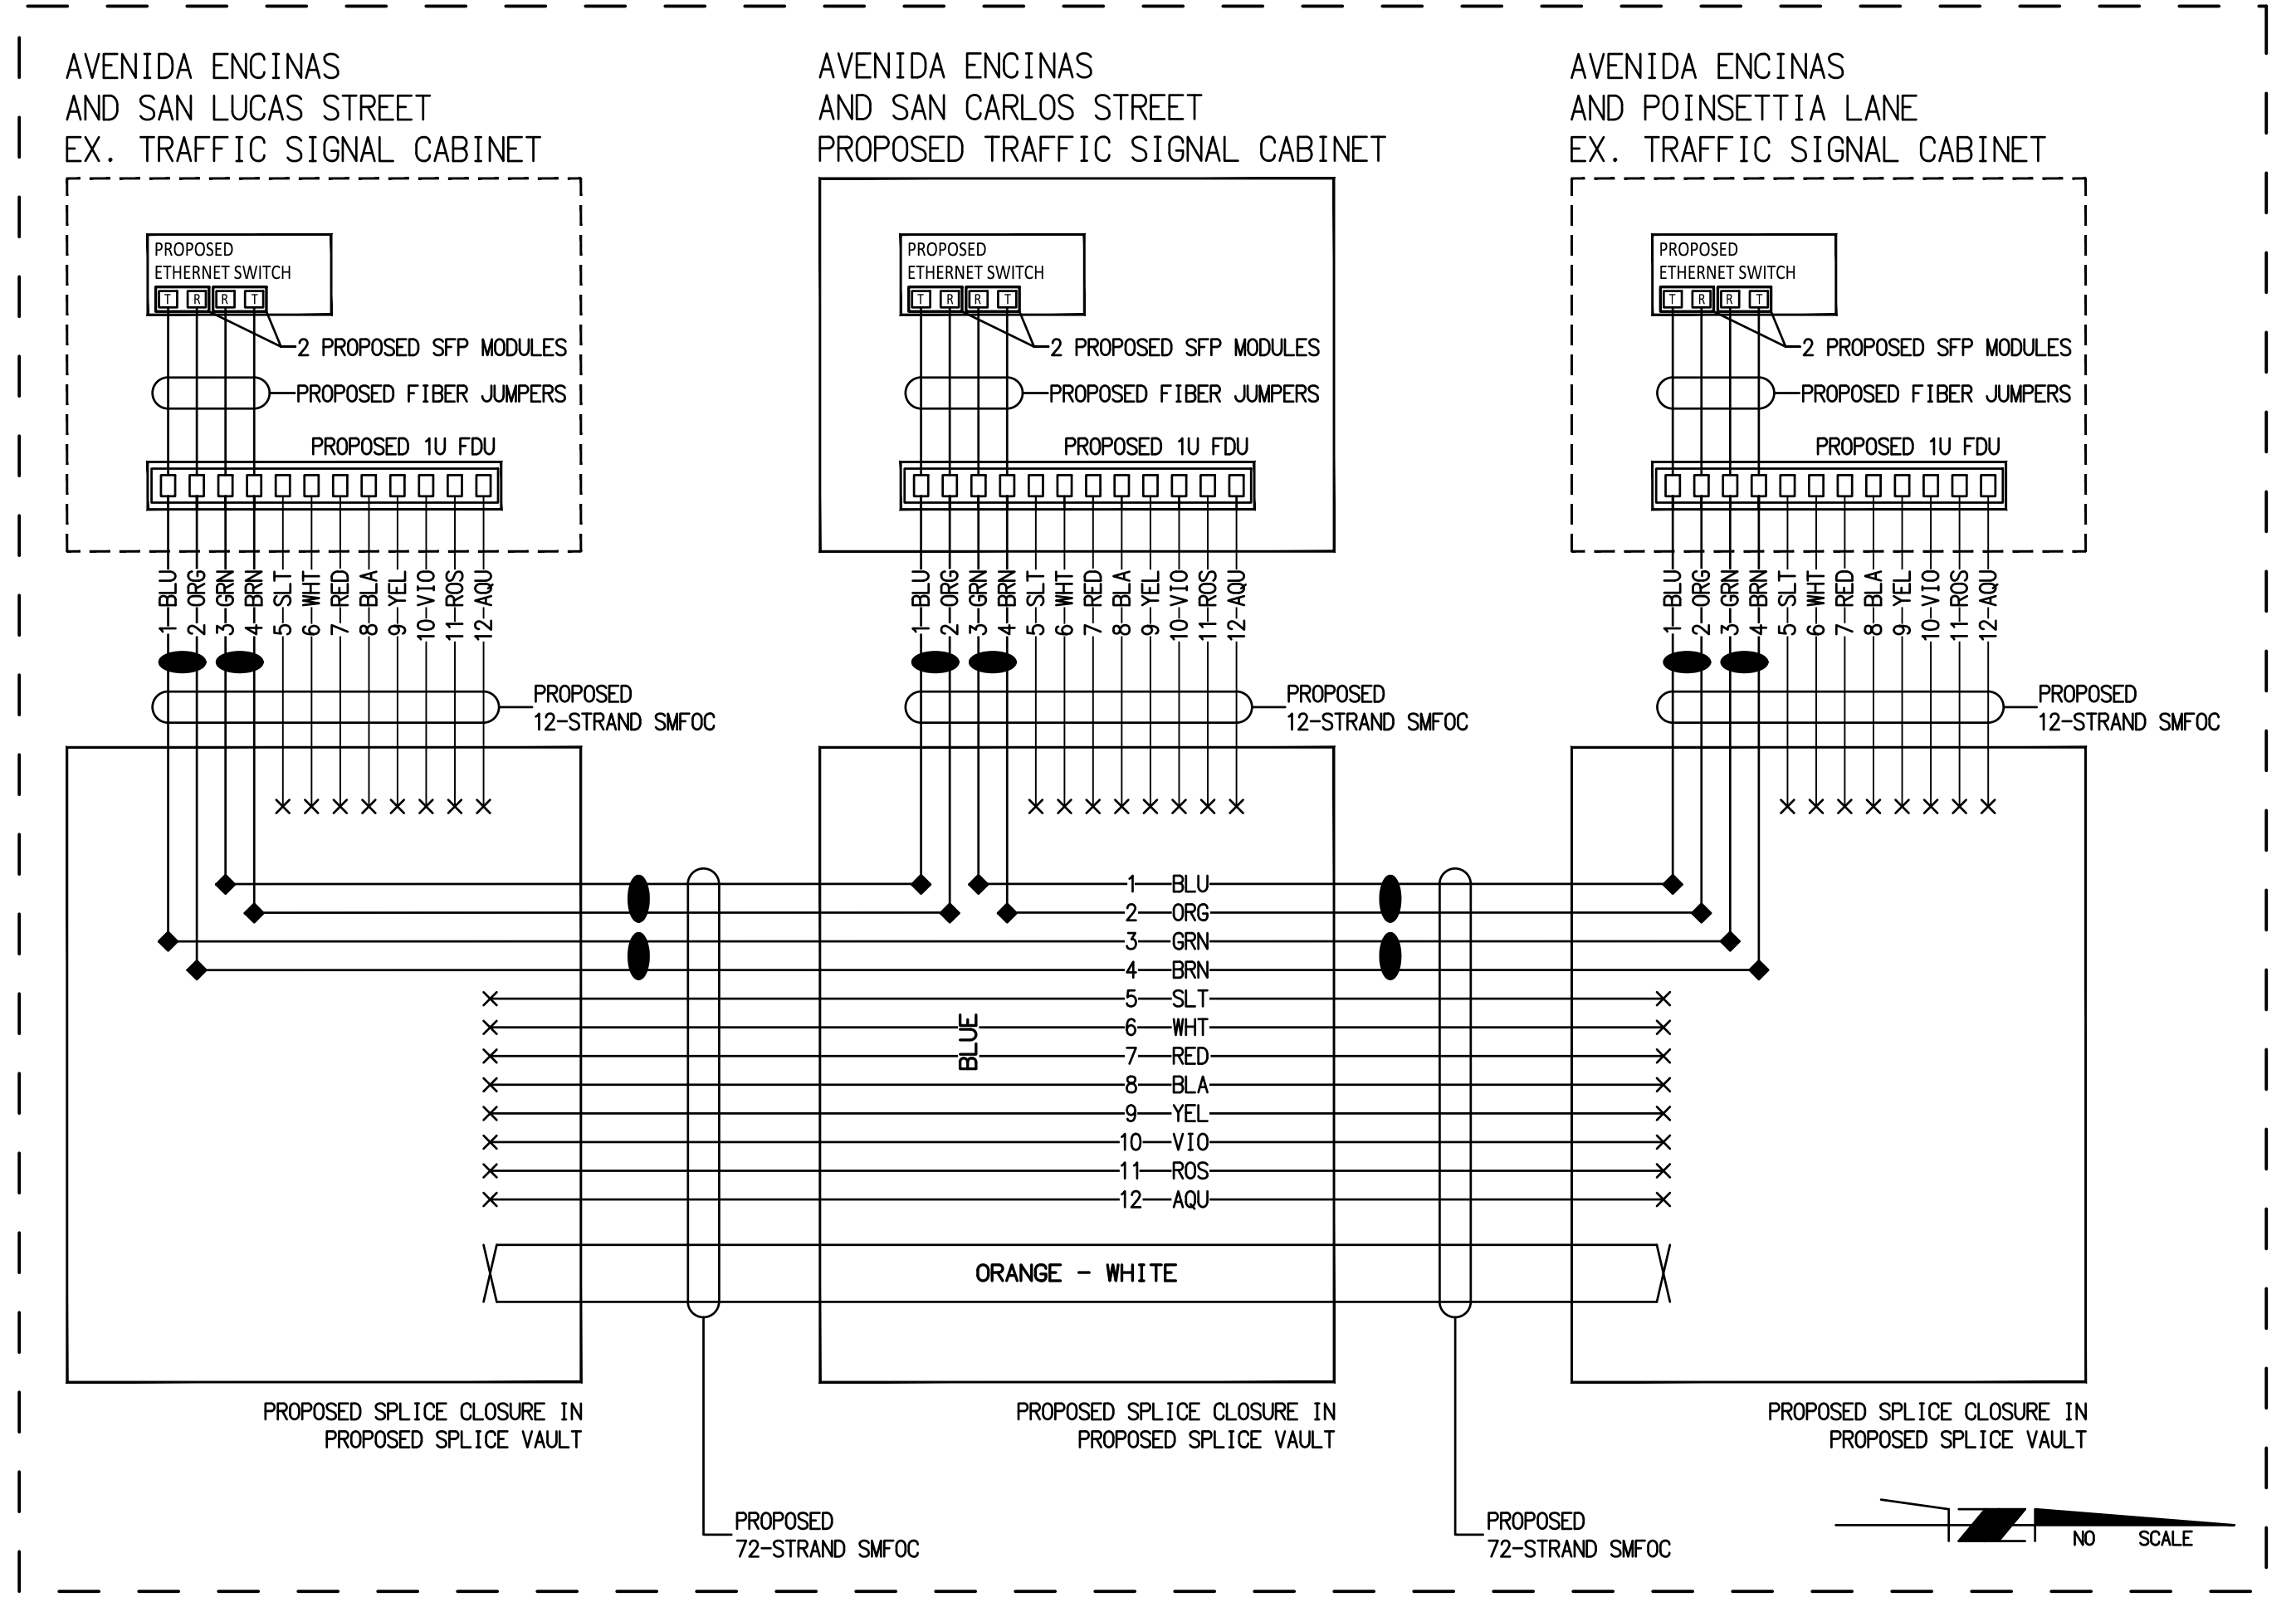 AVENIDA ENCINAS
AND SAN LUCAS STREET
EX. TRAFFIC SIGNAL CABINET
PROPOSED
ETHERNET SWITCH
T R R T
2 PROPOSED SFP MODULES
PROPOSED FIBER JUMPERS
PROPOSED 1U FDU
1-BLU
2-ORG
3-GRN
4-BRN
5-SLT
6-WHT
7-RED
8-BLA
9-YEL
10-VIO
11-ROS
12-AQU
PROPOSED
12-STRAND SMFOC
AVENIDA ENCINAS
AND SAN CARLOS STREET
PROPOSED TRAFFIC SIGNAL CABINET
PROPOSED
ETHERNET SWITCH
T R R T
2 PROPOSED SFP MODULES
PROPOSED FIBER JUMPERS
PROPOSED 1U FDU
1-BLU
2-ORG
3-GRN
4-BRN
5-SLT
6-WHT
7-RED
8-BLA
9-YEL
10-VIO
11-ROS
12-AQU
PROPOSED
12-STRAND SMFOC
AVENIDA ENCINAS
AND POINSETTIA LANE
EX. TRAFFIC SIGNAL CABINET
PROPOSED
ETHERNET SWITCH
T R R T
2 PROPOSED SFP MODULES
PROPOSED FIBER JUMPERS
PROPOSED 1U FDU
1-BLU
2-ORG
3-GRN
4-BRN
5-SLT
6-WHT
7-RED
8-BLA
9-YEL
10-VIO
11-ROS
12-AQU
PROPOSED
12-STRAND SMFOC
1 BLU
2 ORG
3 GRN
4 BRN
5 SLT
6 WHT
7 RED
8 BLA
9 YEL
10 VIO
11 ROS
12 AQU
BLUE
ORANGE - WHITE
PROPOSED SPLICE CLOSURE IN
PROPOSED SPLICE VAULT
PROPOSED SPLICE CLOSURE IN
PROPOSED SPLICE VAULT
PROPOSED SPLICE CLOSURE IN
PROPOSED SPLICE VAULT
PROPOSED
72-STRAND SMFOC
PROPOSED
72-STRAND SMFOC
NO SCALE